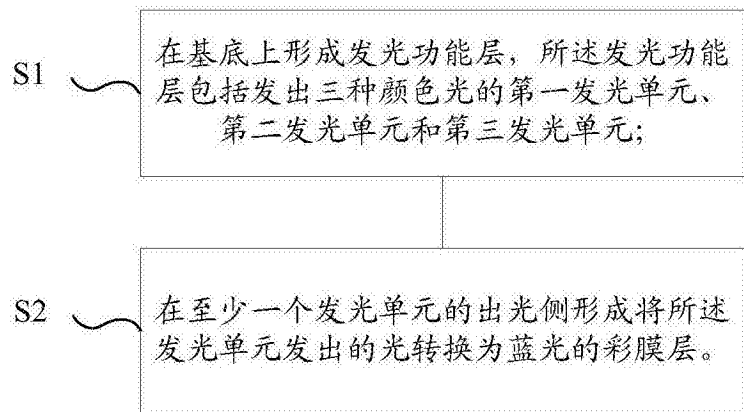 S1
在基底上形成发光功能层，所述发光功能
层包括发出三种颜色光的第一发光单元、
第二发光单元和第三发光单元；
S2
在至少一个发光单元的出光侧形成将所述
发光单元发出的光转换为蓝光的彩膜层。